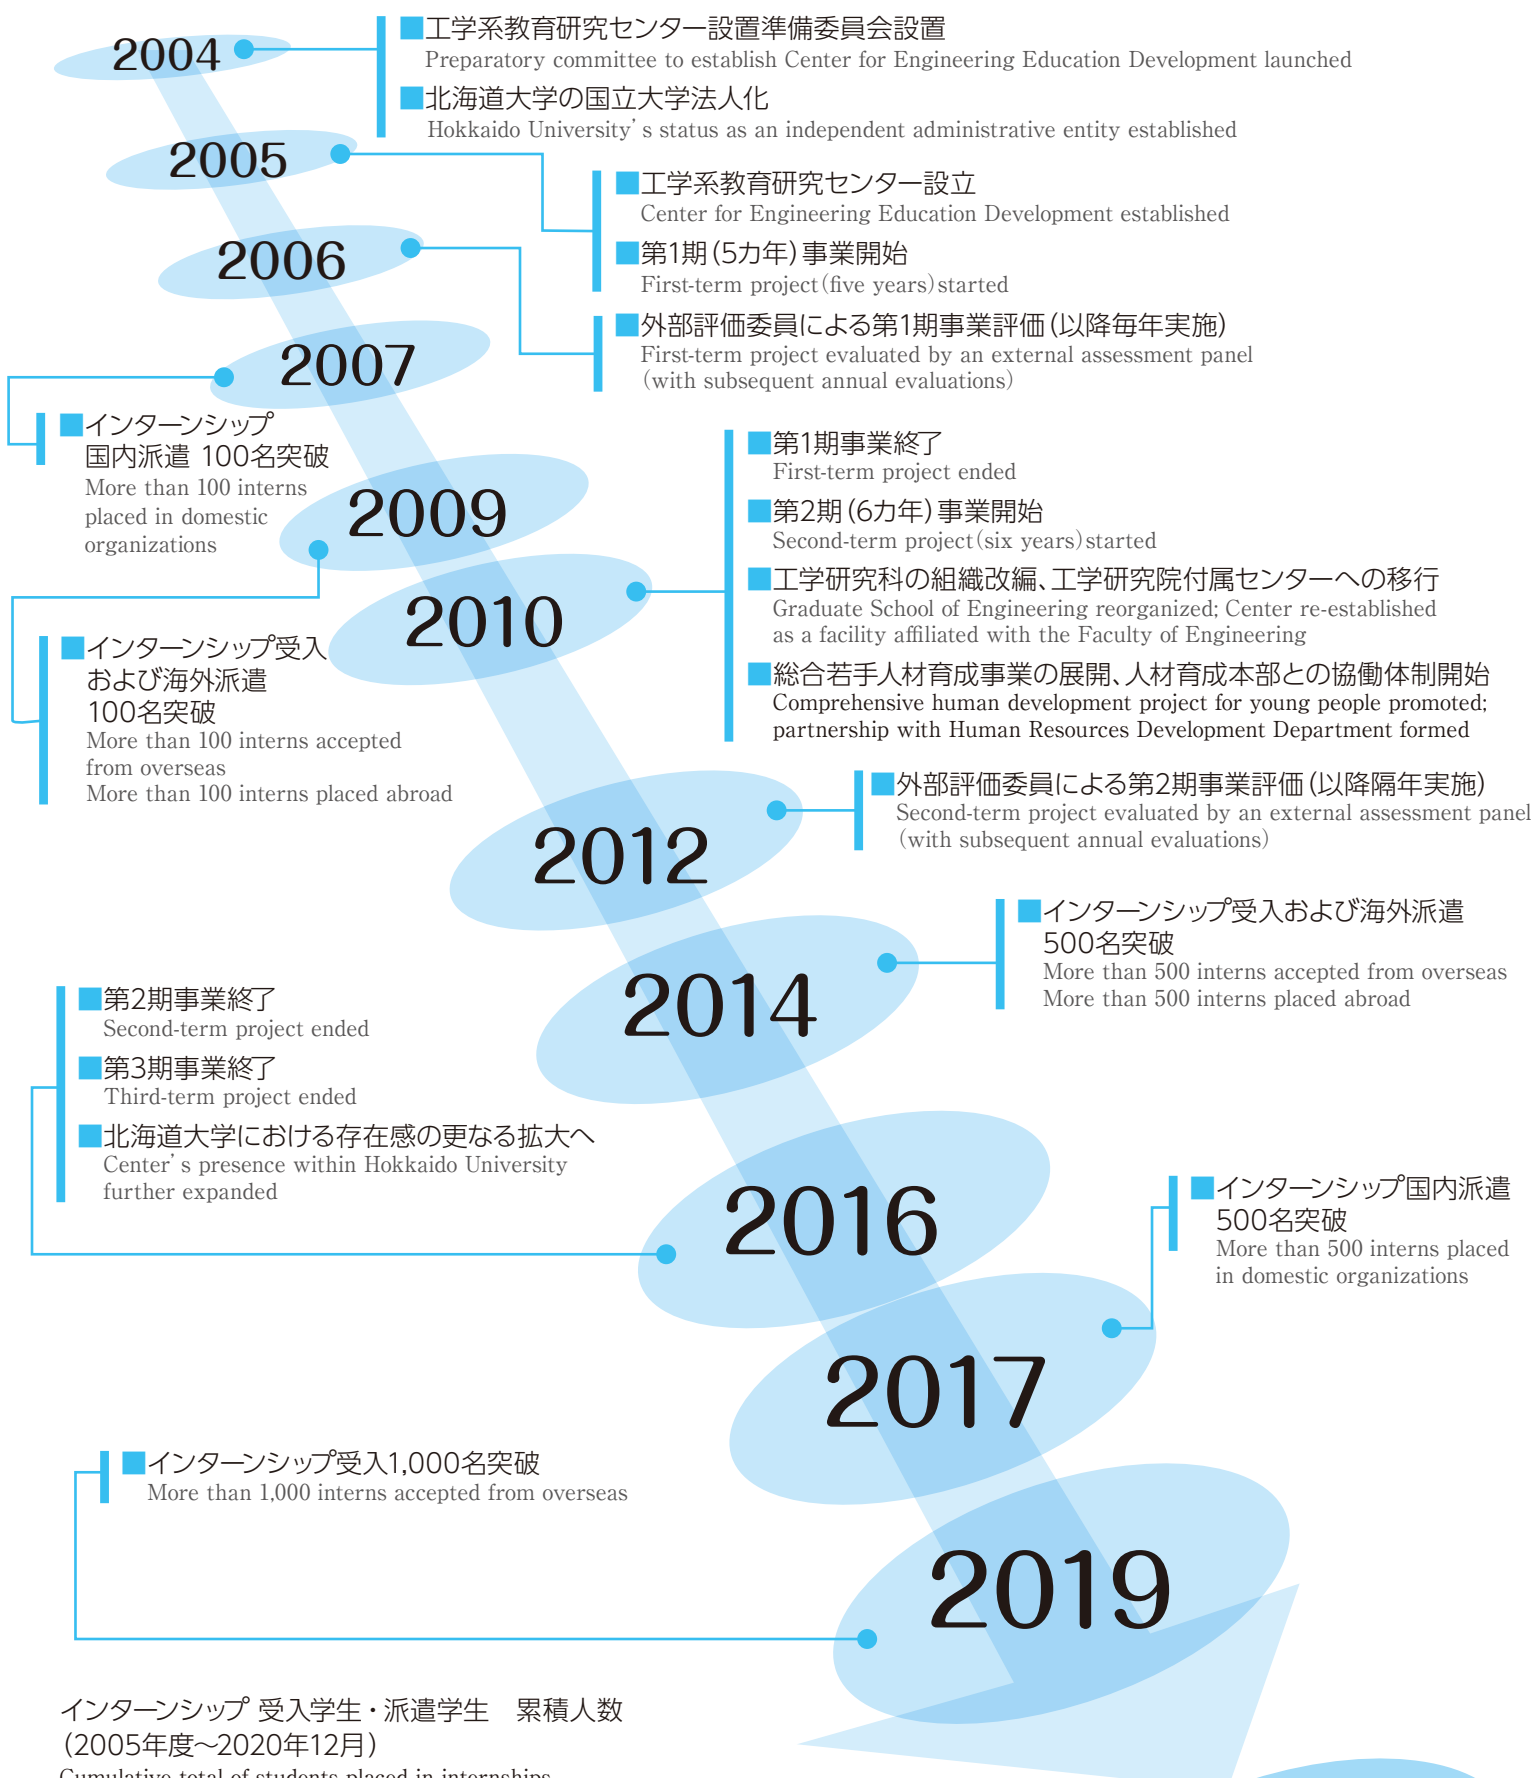 2004
■工学系教育研究センター設置準備委員会設置
Preparatory committee to establish Center for Engineering Education Development launched
■北海道大学の国立大学法人化
Hokkaido University’s status as an independent administrative entity established
2005
■工学系教育研究センター設立
Center for Engineering Education Development established
■第1期(5カ年)事業開始
First-term project(five years)started
2006
■外部評価委員による第1期事業評価(以降毎年実施)
First-term project evaluated by an external assessment panel
(with subsequent annual evaluations)
2007
■インターンシップ
国内派遣 100名突破
More than 100 interns
placed in domestic
organizations
2009
■インターンシップ受入
および海外派遣
100名突破
More than 100 interns accepted
from overseas
More than 100 interns placed abroad
2010
■第1期事業終了
First-term project ended
■第2期(6カ年)事業開始
Second-term project(six years)started
■工学研究科の組織改編、工学研究院付属センターへの移行
Graduate School of Engineering reorganized; Center re-established
as a facility affiliated with the Faculty of Engineering
■総合若手人材育成事業の展開、人材育成本部との協働体制開始
Comprehensive human development project for young people promoted;
partnership with Human Resources Development Department formed
2012
■外部評価委員による第2期事業評価(以降隔年実施)
Second-term project evaluated by an external assessment panel
(with subsequent annual evaluations)
2014
■インターンシップ受入および海外派遣
500名突破
More than 500 interns accepted from overseas
More than 500 interns placed abroad
2016
■第2期事業終了
Second-term project ended
■第3期事業終了
Third-term project ended
■北海道大学における存在感の更なる拡大へ
Center’s presence within Hokkaido University
further expanded
2017
■インターンシップ国内派遣
500名突破
More than 500 interns placed
in domestic organizations
2019
■インターンシップ受入1,000名突破
More than 1,000 interns accepted from overseas
インターンシップ 受入学生・派遣学生　累積人数
(2005年度～2020年12月)
Cumulative total of students placed in internships